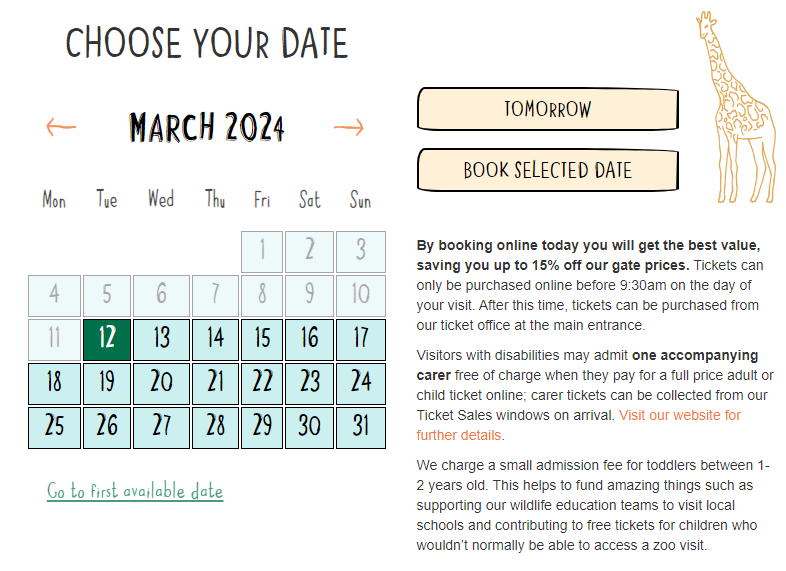 CHOOSE YOUR DATE
MARCH 2024
Mon Tue Wed Thu Fri Sat Sun
1 2 3
4 5 6 7 8 9 10
11 12 13 14 15 16 17
18 19 20 21 22 23 24
25 26 27 28 29 30 31
Go to first available date
TOMORROW
BOOK SELECTED DATE
By booking online today you will get the best value,
saving you up to 15% off our gate prices. Tickets can
only be purchased online before 9:30am on the day of
your visit. After this time, tickets can be purchased from
our ticket office at the main entrance.
Visitors with disabilities may admit one accompanying
carer free of charge when they pay for a full price adult or
child ticket online; carer tickets can be collected from our
Ticket Sales windows on arrival. Visit our website for
further details.
We charge a small admission fee for toddlers between 1-
2 years old. This helps to fund amazing things such as
supporting our wildlife education teams to visit local
schools and contributing to free tickets for children who
wouldn’t normally be able to access a zoo visit.